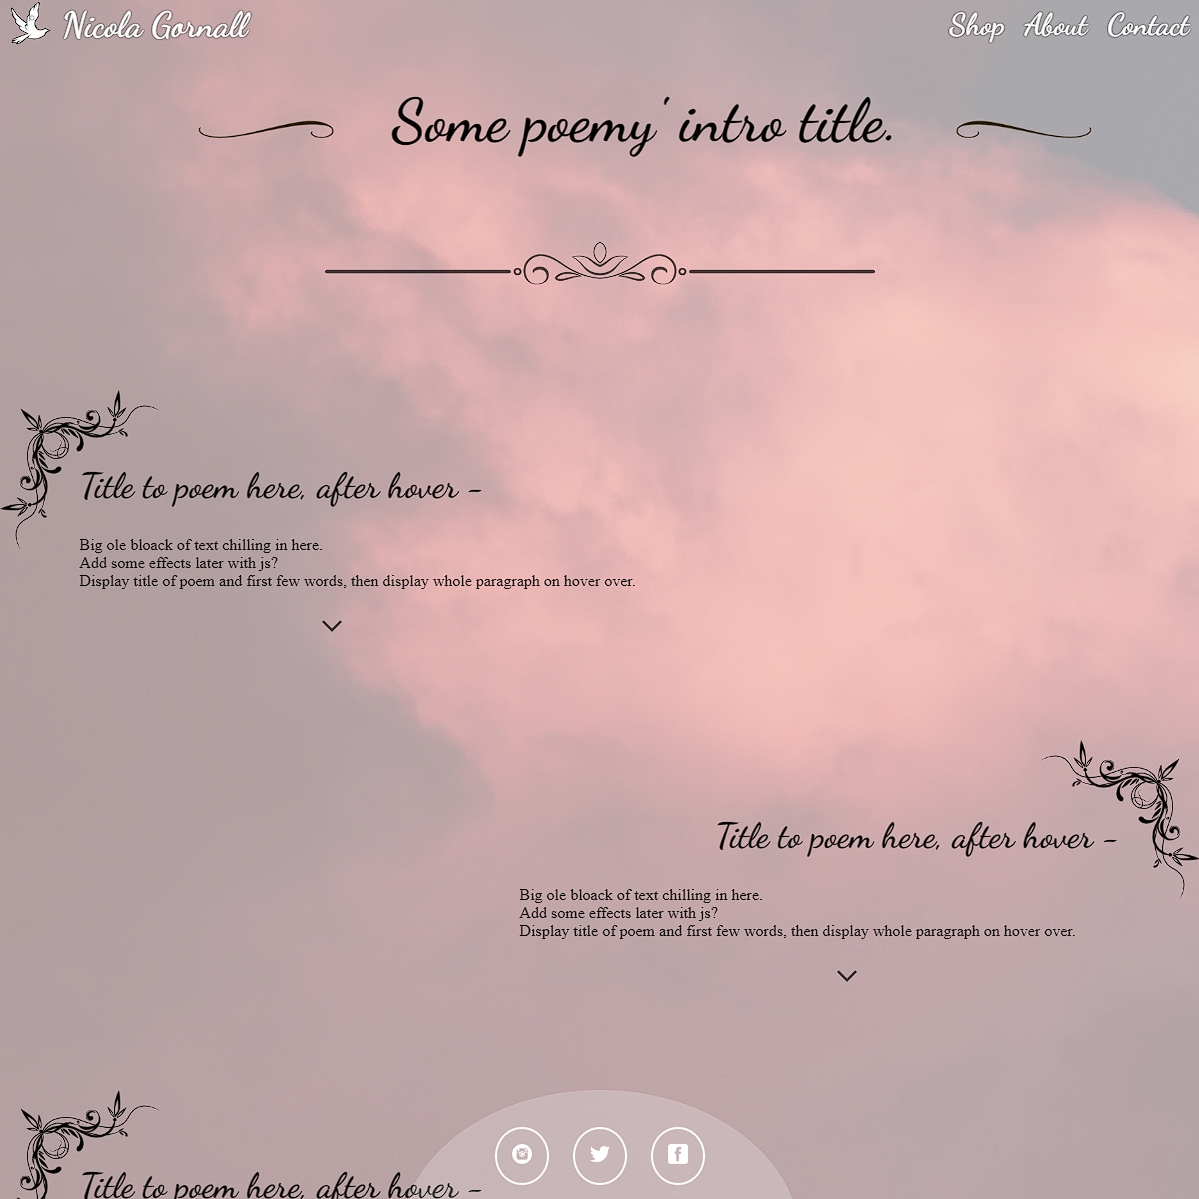 Nicola Gornall
Shop About Contact
Some poemy' intro title.
Title to poem here, after hover -
Big ole bloack of text chilling in here.
Add some effects later with js?
Display title of poem and first few words, then display whole paragraph on hover over.
Title to poem here, after hover -
Big ole bloack of text chilling in here.
Add some effects later with js?
Display title of poem and first few words, then display whole paragraph on hover over.
Title to poem here, after hover -